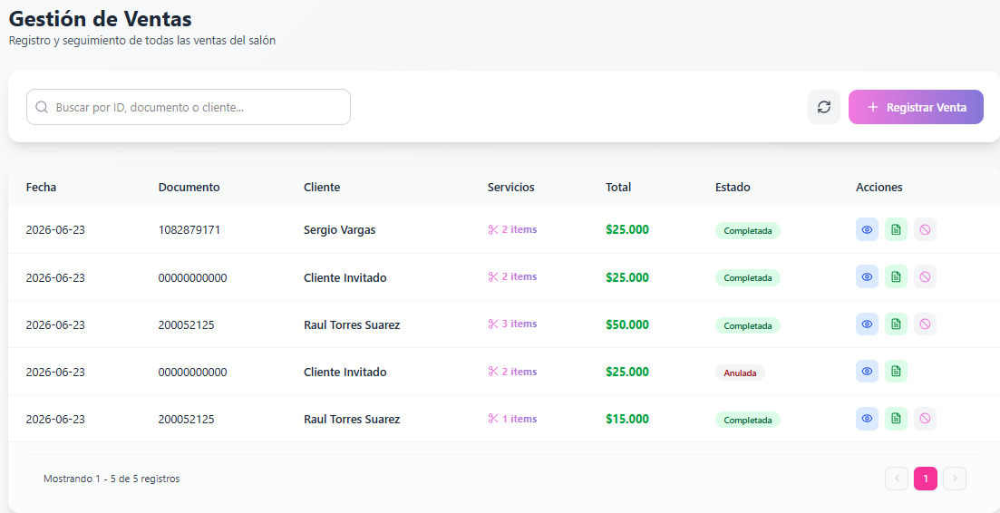 Gestión de Ventas
Registro y seguimiento de todas las ventas del salón
Buscar por ID, documento o cliente...
Registrar Venta
Fecha Documento Cliente Servicios Total Estado Acciones
2026-06-23 1082879171 Sergio Vargas 2 items $25.000 Completada
2026-06-23 00000000000 Cliente Invitado 2 items $25.000 Completada
2026-06-23 200052125 Raul Torres Suarez 3 items $50.000 Completada
2026-06-23 00000000000 Cliente Invitado 2 items $25.000 Anulada
2026-06-23 200052125 Raul Torres Suarez 1 items $15.000 Completada
Mostrando 1 - 5 de 5 registros 1